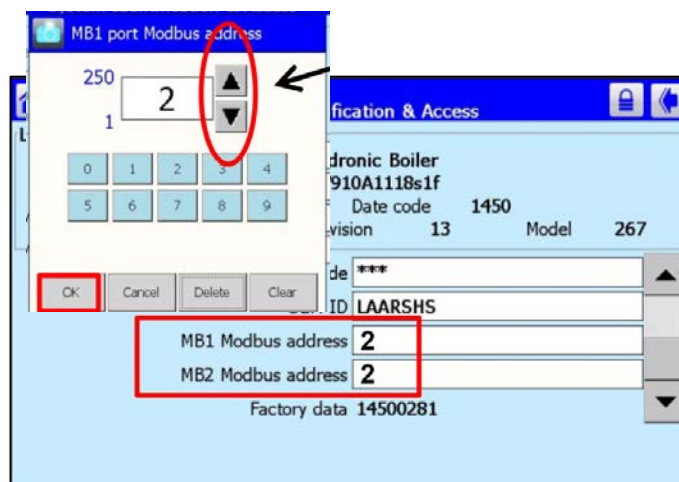 MB1 port Modbus address
250
2
1
0 1 2 3 4
5 6 7 8 9
OK Cancel Delete Clear
fication & Access
dronic Boiler
910A1118s1f
Date code 1450
vision 13 Model 267
de ***
ID LAARSHS
MB1 Modbus address 2
MB2 Modbus address 2
Factory data 14500281